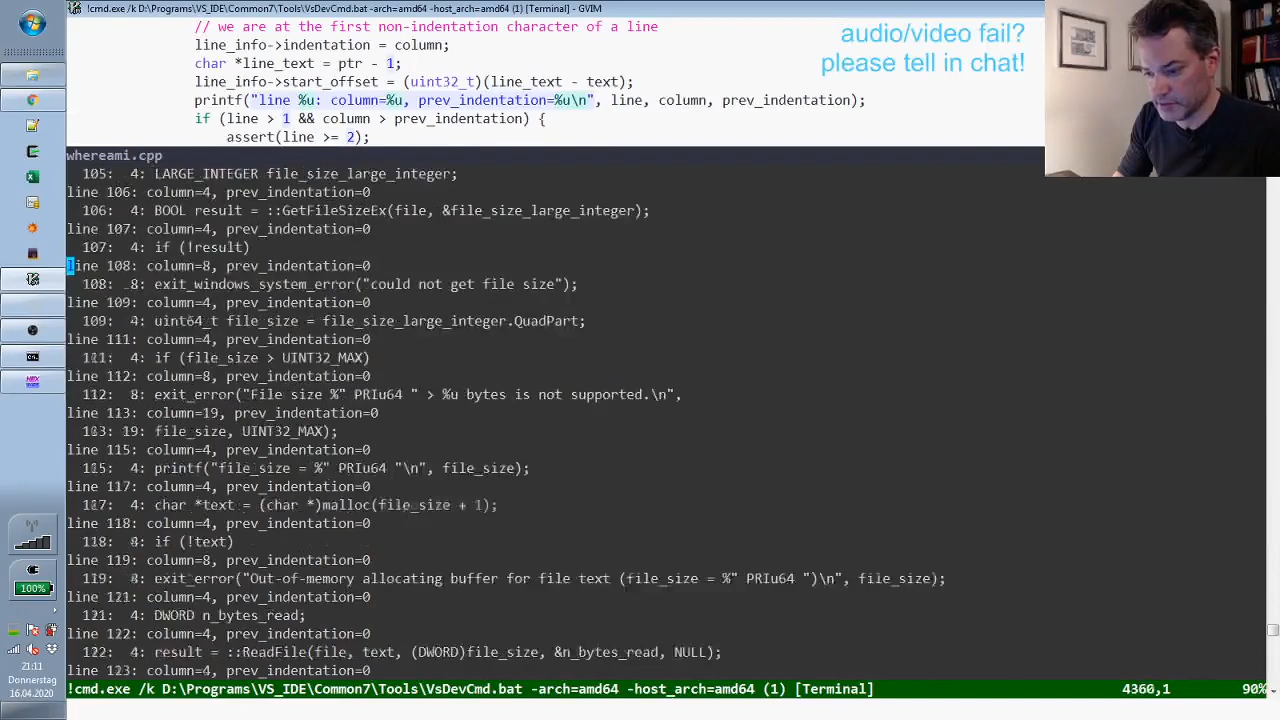 !cmd.exe /k D:\Programs\VS_IDE\Common7\Tools\VsDevCmd.bat -arch=amd64 -host_arch=amd64 (1) [Terminal] - GVIM
// we are at the first non-indentation character of a line
line_info->indentation = column;
char *line_text = ptr - 1;
line_info->start_offset = (uint32_t)(line_text - text);
printf("line %u: column=%u, prev_indentation=%u\n", line, column, prev_indentation);
if (line > 1 && column > prev_indentation) {
assert(line >= 2);
audio/video fail?
please tell in chat!
whereami.cpp
105: 4: LARGE_INTEGER file_size_large_integer;
line 106: column=4, prev_indentation=0
106: 4: BOOL result = ::GetFileSizeEx(file, &file_size_large_integer);
line 107: column=4, prev_indentation=0
107: 4: if (!result)
line 108: column=8, prev_indentation=0
108: 8: exit_windows_system_error("could not get file size");
line 109: column=4, prev_indentation=0
109: 4: uint64_t file_size = file_size_large_integer.QuadPart;
line 111: column=4, prev_indentation=0
111: 4: if (file_size > UINT32_MAX)
line 112: column=8, prev_indentation=0
112: 8: exit_error("File size %" PRIu64 " > %u bytes is not supported.\n",
line 113: column=19, prev_indentation=0
113: 19: file_size, UINT32_MAX);
line 115: column=4, prev_indentation=0
115: 4: printf("file_size = %" PRIu64 "\n", file_size);
line 117: column=4, prev_indentation=0
117: 4: char *text = (char *)malloc(file_size + 1);
line 118: column=4, prev_indentation=0
118: 4: if (!text)
line 119: column=8, prev_indentation=0
119: 8: exit_error("Out-of-memory allocating buffer for file text (file_size = %" PRIu64 ")\n", file_size);
line 121: column=4, prev_indentation=0
121: 4: DWORD n_bytes_read;
line 122: column=4, prev_indentation=0
122: 4: result = ::ReadFile(file, text, (DWORD)file_size, &n_bytes_read, NULL);
line 123: column=4, prev_indentation=0
!cmd.exe /k D:\Programs\VS_IDE\Common7\Tools\VsDevCmd.bat -arch=amd64 -host_arch=amd64 (1) [Terminal] 4360,1 90%
100%
21:11
Donnerstag
16.04.2020